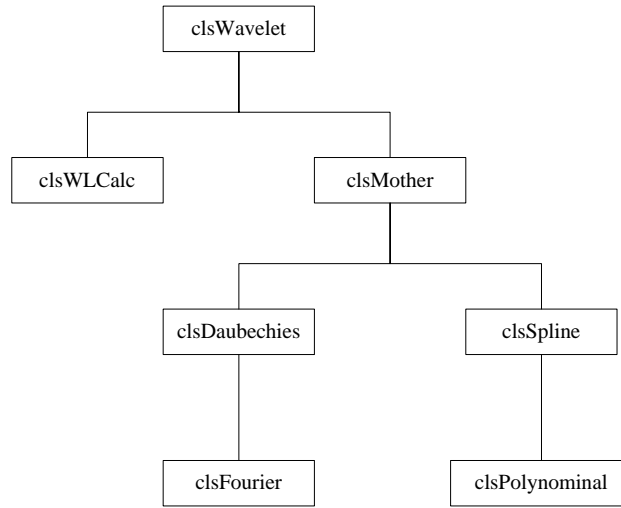 clsWavelet
clsWLCalc
clsMother
clsDaubechies
clsSpline
clsFourier
clsPolynominal